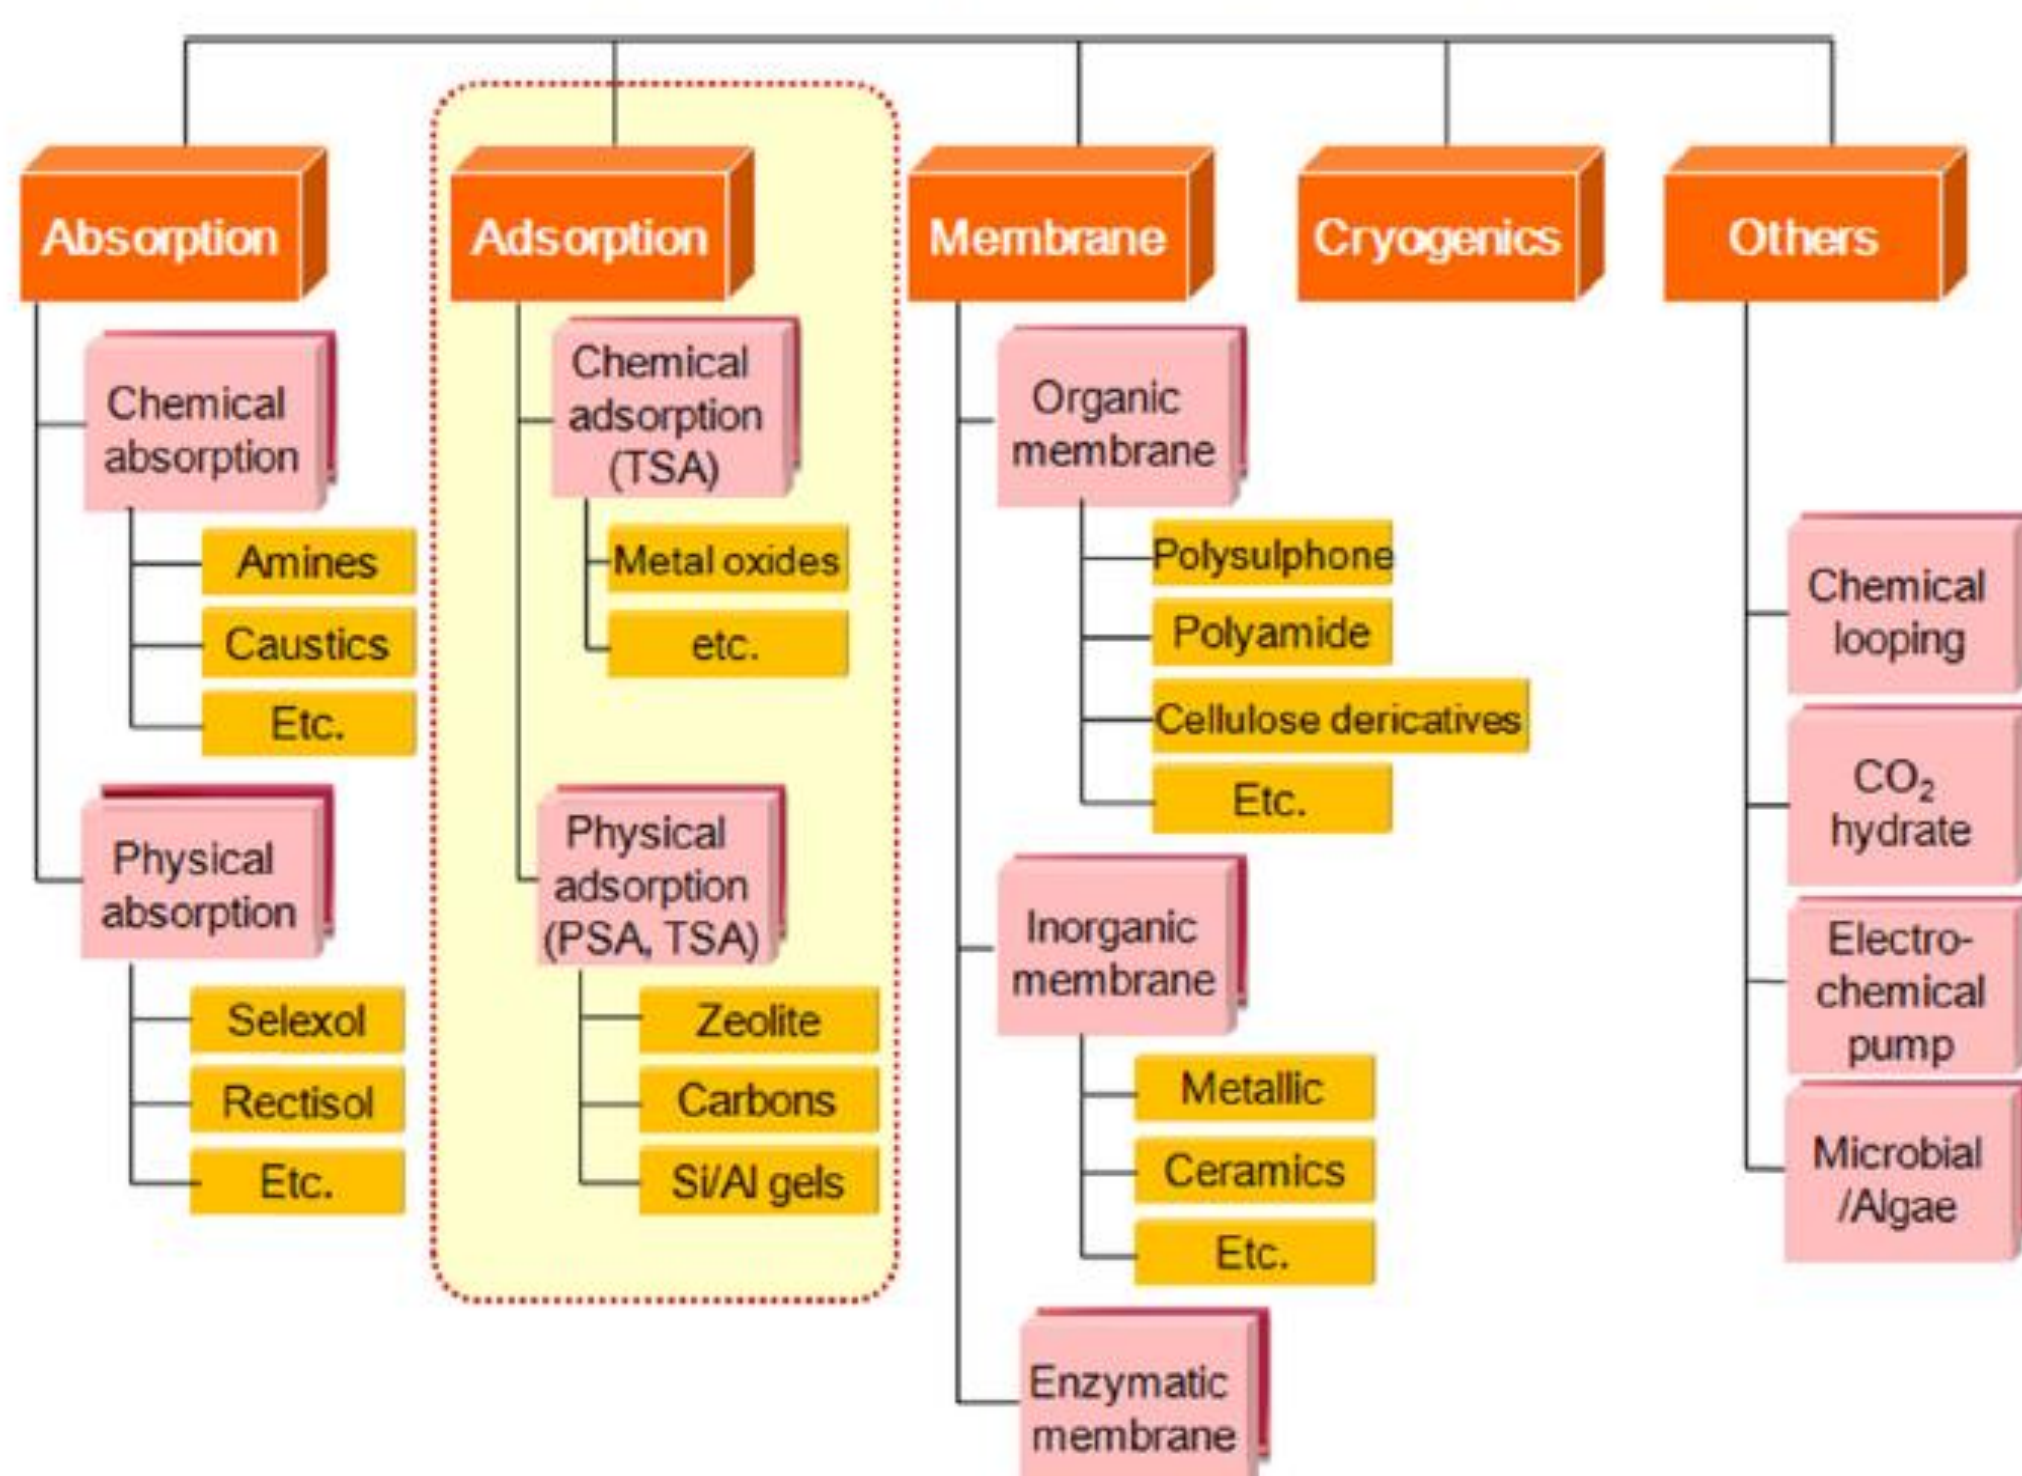 Absorption
Adsorption
Membrane
Cryogenics
Others
Chemical
absorption
Amines
Caustics
Etc.
Physical
absorption
Selexol
Rectisol
Etc.
Chemical
adsorption
(TSA)
Metal oxides
etc.
Physical
adsorption
(PSA, TSA)
Zeolite
Carbons
Si/Al gels
Organic
membrane
Polysulphone
Polyamide
Cellulose dericatives
Etc.
Inorganic
membrane
Metallic
Ceramics
Etc.
Enzymatic
membrane
Chemical
looping
CO₂
hydrate
Electro-
chemical
pump
Microbial
/Algae